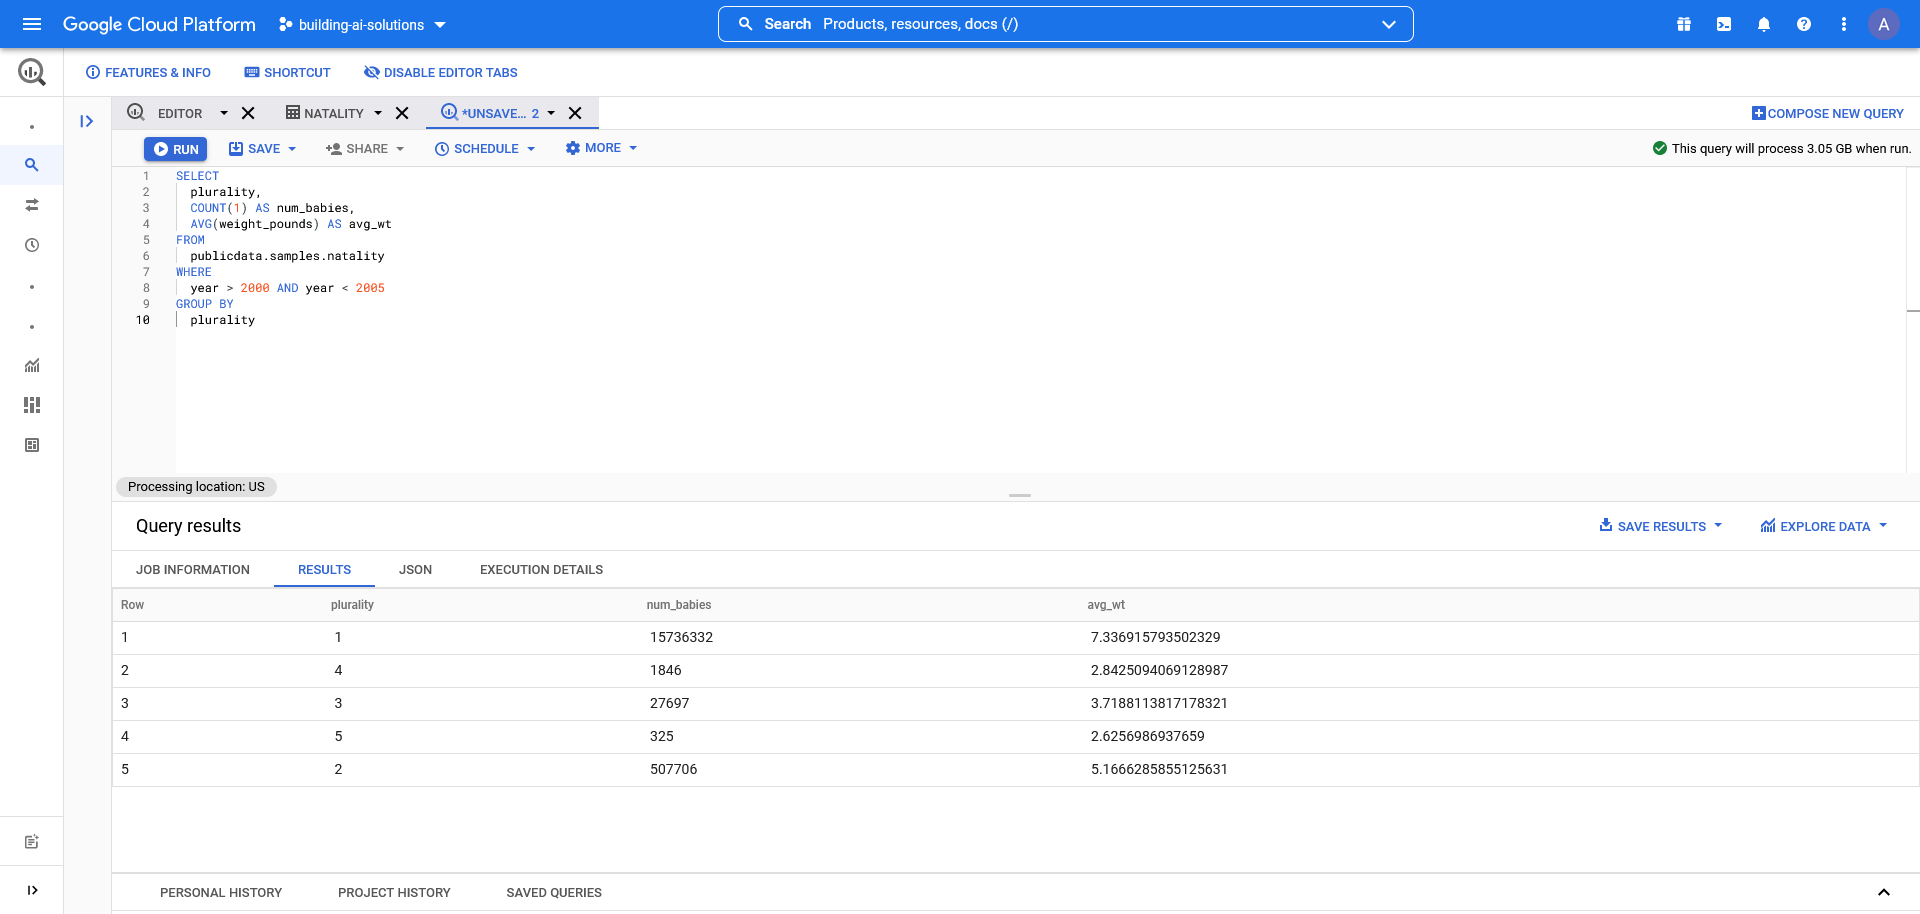 Google Cloud Platform building-ai-solutions Search Products, resources, docs (/) A
FEATURES & INFO SHORTCUT DISABLE EDITOR TABS
EDITOR NATALITY *UNSAVE... 2 COMPOSE NEW QUERY
RUN SAVE SHARE SCHEDULE MORE This query will process 3.05 GB when run.
1 SELECT
2 plurality,
3 COUNT(1) AS num_babies,
4 AVG(weight_pounds) AS avg_wt
5 FROM
6 publicdata.samples.natality
7 WHERE
8 year > 2000 AND year < 2005
9 GROUP BY
10 plurality
Processing location: US
Query results SAVE RESULTS EXPLORE DATA
JOB INFORMATION RESULTS JSON EXECUTION DETAILS
Row plurality num_babies avg_wt
1 1 15736332 7.336915793502329
2 4 1846 2.8425094069128987
3 3 27697 3.7188113817178321
4 5 325 2.6256986937659
5 2 507706 5.1666285855125631
PERSONAL HISTORY PROJECT HISTORY SAVED QUERIES